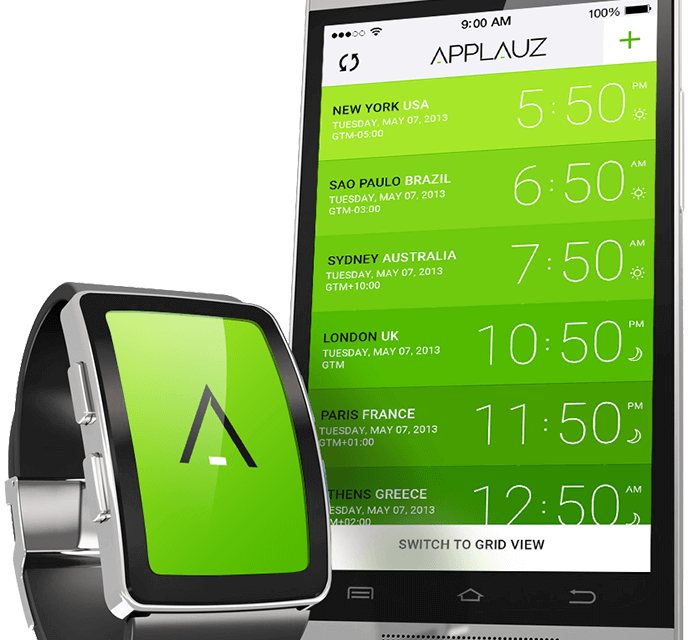 9:00 AM
100%
APPLAUZ
+
NEW YORK USA
TUESDAY, MAY 07, 2013
GTM-05:00
5:50 PM
SAO PAULO BRAZIL
TUESDAY, MAY 07, 2013
GTM-03:00
6:50 AM
SYDNEY AUSTRALIA
TUESDAY, MAY 07, 2013
GTM+10:00
7:50 AM
LONDON UK
TUESDAY, MAY 07, 2013
GTM
10:50 PM
PARIS FRANCE
TUESDAY, MAY 07, 2013
GTM+01:00
11:50 PM
THENS GREECE
ESDAY, MAY 07, 2013
M+02:00
12:50 AM
SWITCH TO GRID VIEW